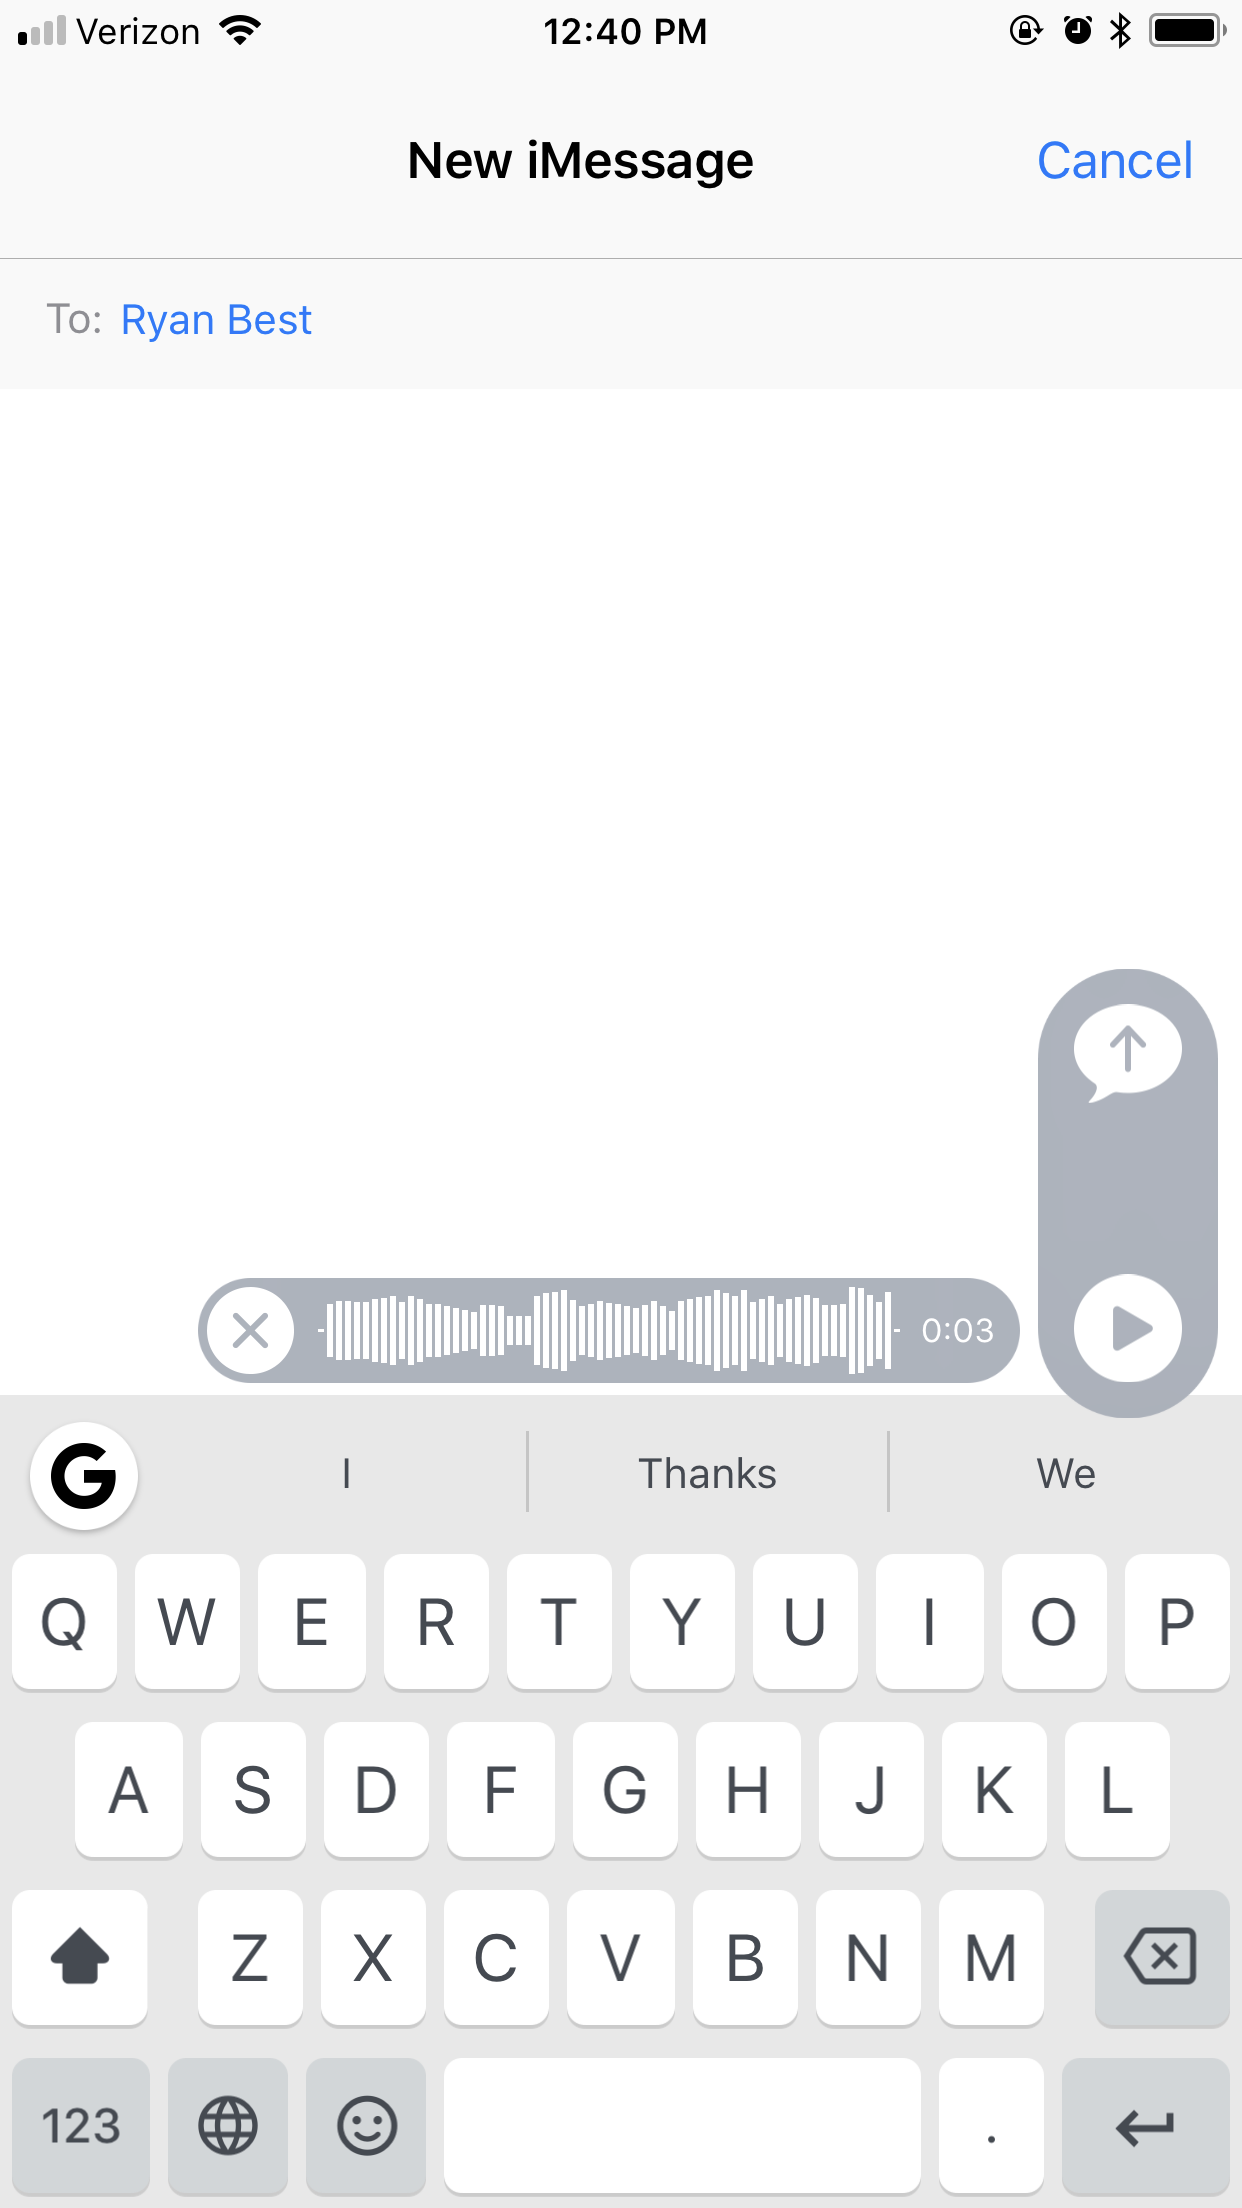 Verizon 12:40 PM
New iMessage Cancel
To: Ryan Best
0:03
G I Thanks We
Q W E R T Y U I O P
A S D F G H J K L
Z X C V B N M
123 .